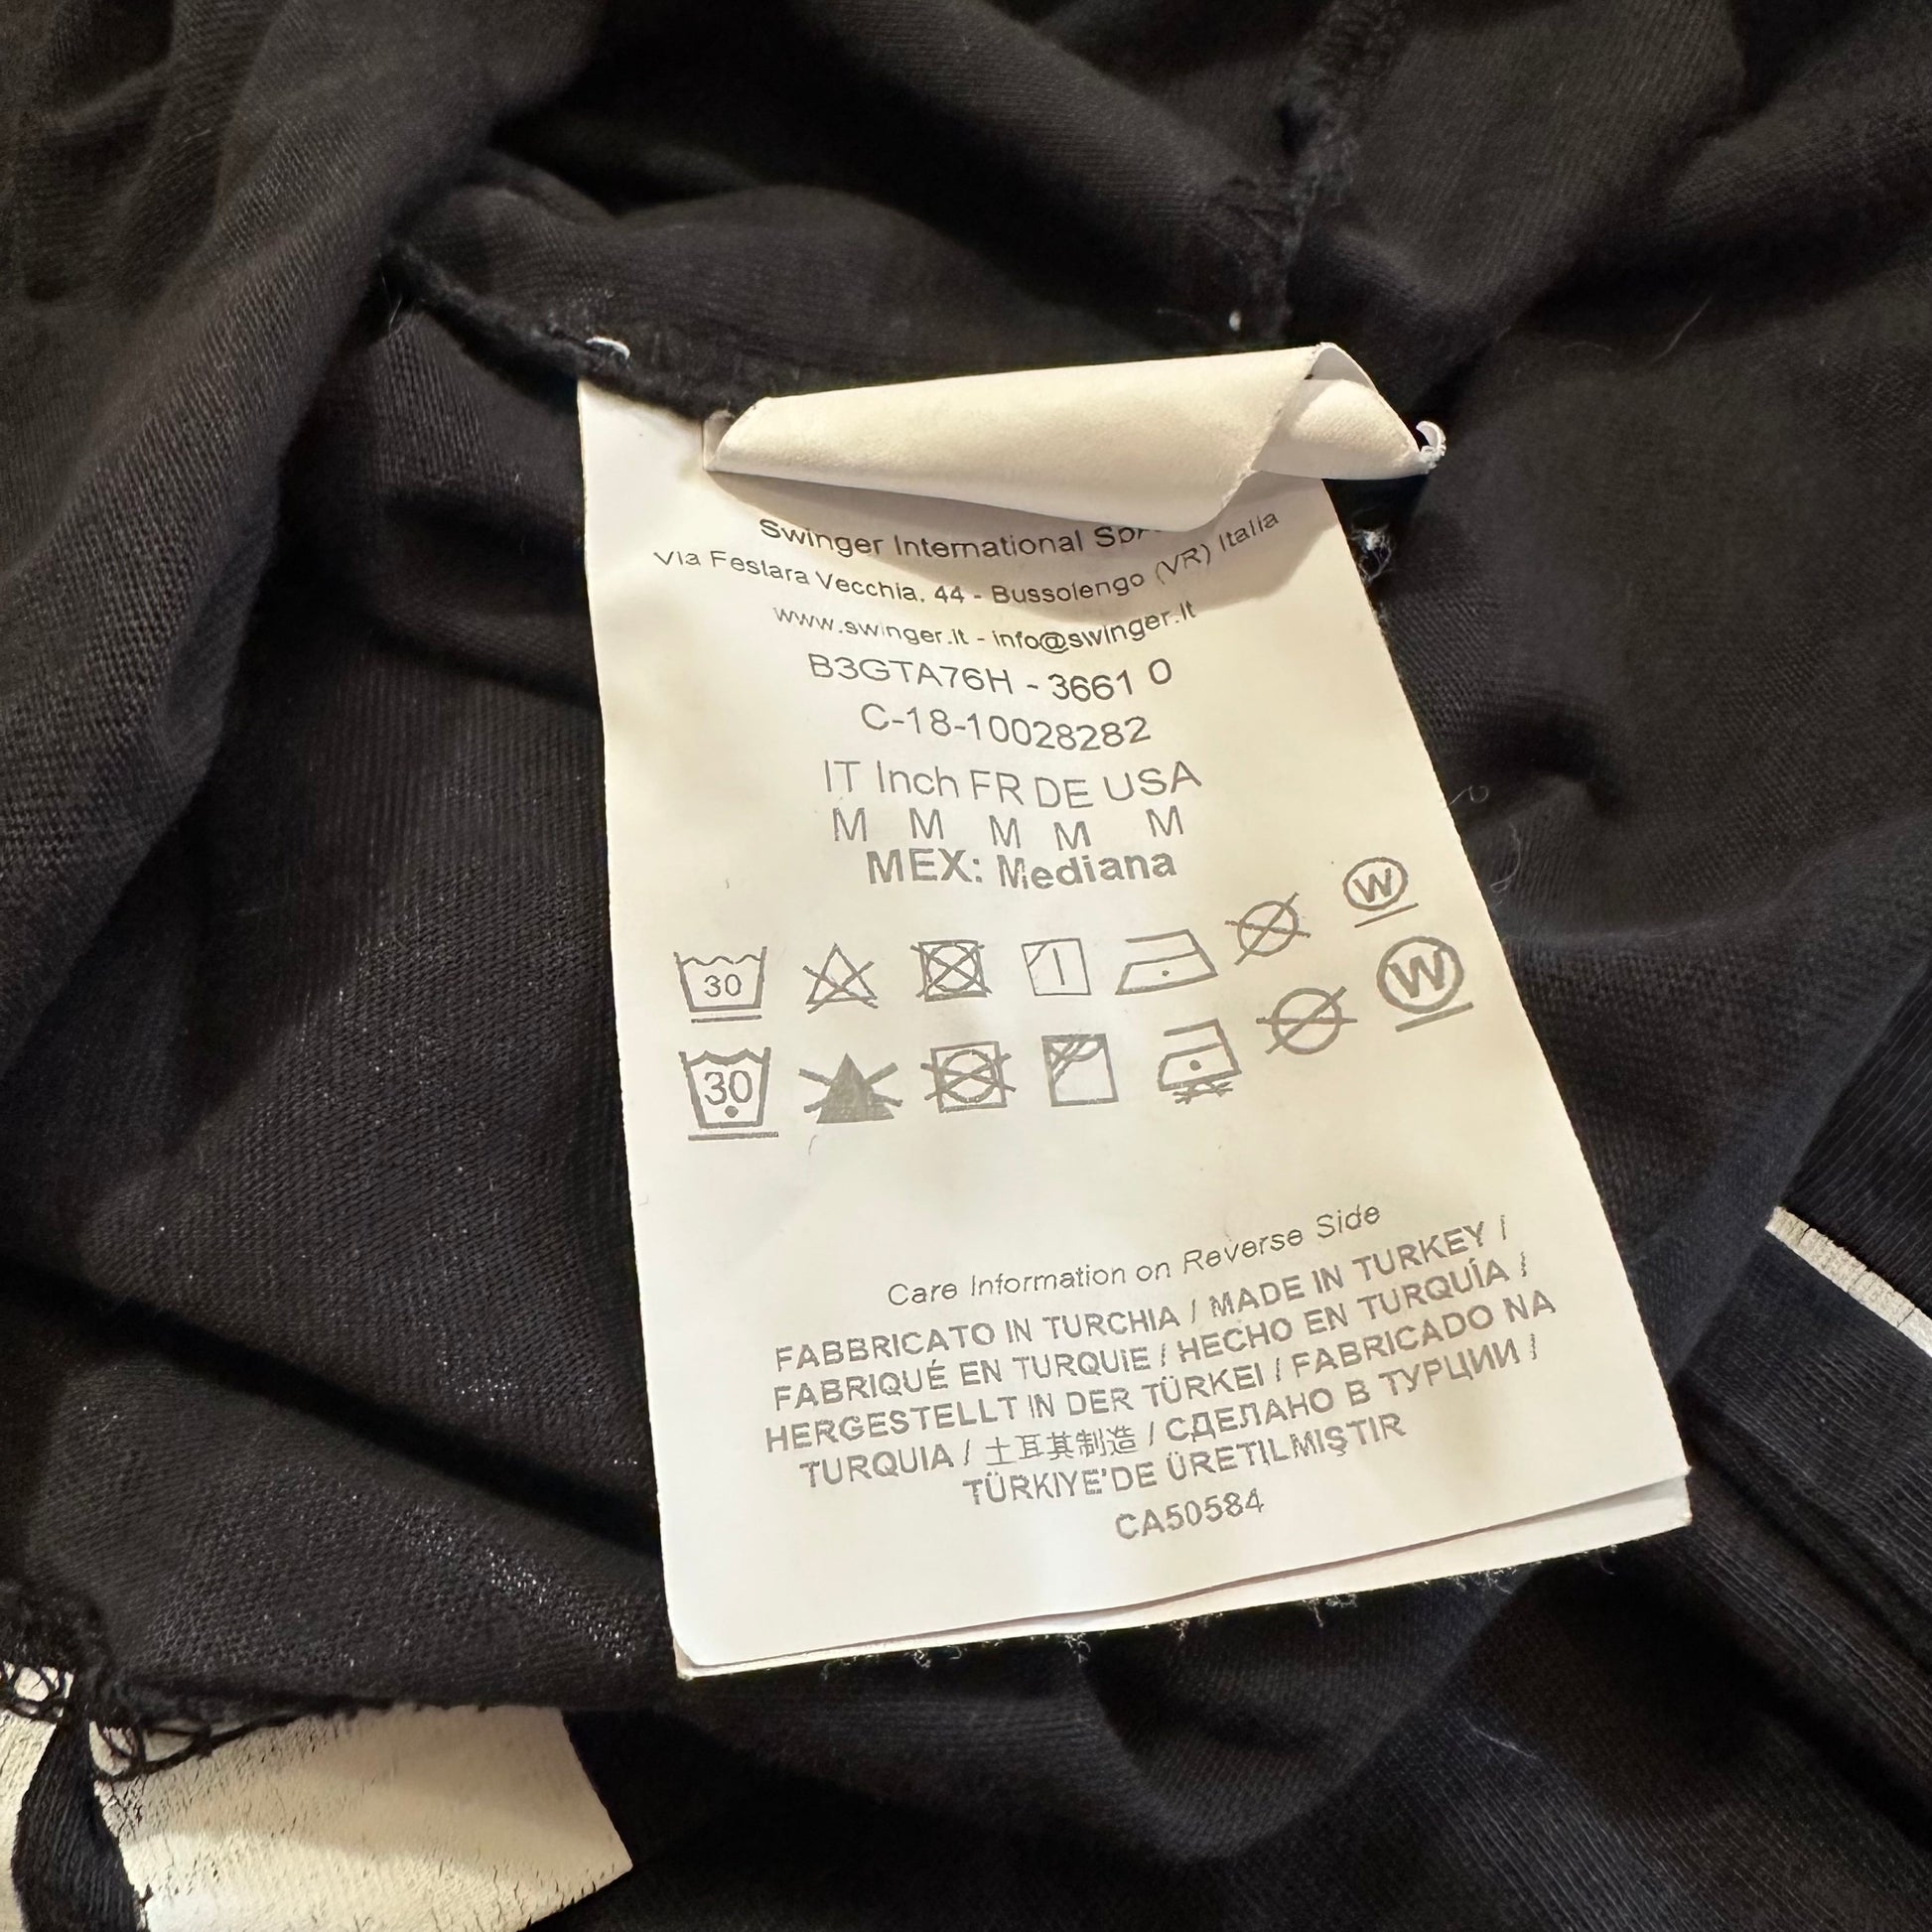 Swinger International
Via Festara Vecchia, 44 - Bussolengo (VR) Italia
www.swinger.it - info@swinger.it
B3GTA76H - 3661 0
C-18-10028282
IT Inch FR DE USA
M M M M M
MEX: Mediana
30 W
30 W
Care Information on Reverse Side
FABBRICATO IN TURCHIA / MADE IN TURKEY /
FABRIQUÉ EN TURQUIE / HECHO EN TURQUÍA /
HERGESTELLT IN DER TÜRKEI / FABRICADO NA
TURQUIA / 土耳其制造 / СДЕЛАНО В ТУРЦИИ /
TÜRKIYE'DE ÜRETILMIŞTIR
CA50584